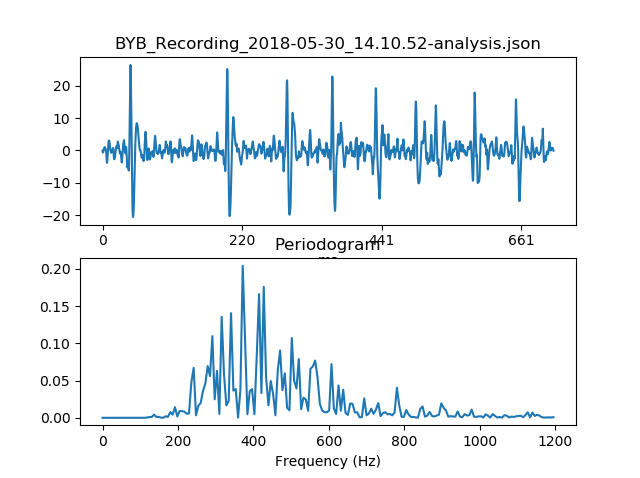 BYB_Recording_2018-05-30_14.10.52-analysis.json
20
10
0
−10
−20
0 220 441 661
Periodogram
0.20
0.15
0.10
0.05
0.00
0 200 400 600 800 1000 1200
Frequency (Hz)